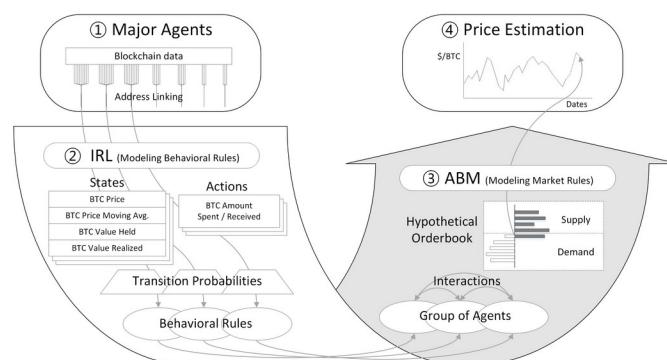 ① Major Agents
Blockchain data
Address Linking
② IRL (Modeling Behavioral Rules)
States
BTC Price
BTC Price Moving Avg.
BTC Value Held
BTC Value Realized
Actions
BTC Amount
Spent / Received
Transition Probabilities
Behavioral Rules
④ Price Estimation
$/BTC
Dates
③ ABM (Modeling Market Rules)
Hypothetical
Orderbook
Supply
Demand
Interactions
Group of Agents